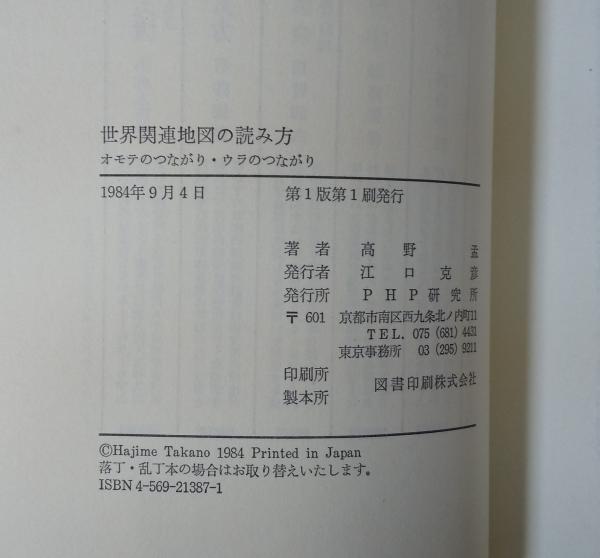 世界関連地図の読み方
オモテのつながり・ウラのつながり
1984年9月4日　第1版第1刷発行
著者　高野孟
発行者　江口克彦
発行所　PHP研究所
〒601　京都市南区西九条北ノ内町11
TEL. 075 (681) 4431
東京事務所　03 (295) 9211
印刷所
製本所　図書印刷株式会社
©Hajime Takano 1984 Printed in Japan
落丁・乱丁本の場合はお取り替えいたします。
ISBN 4-569-21387-1